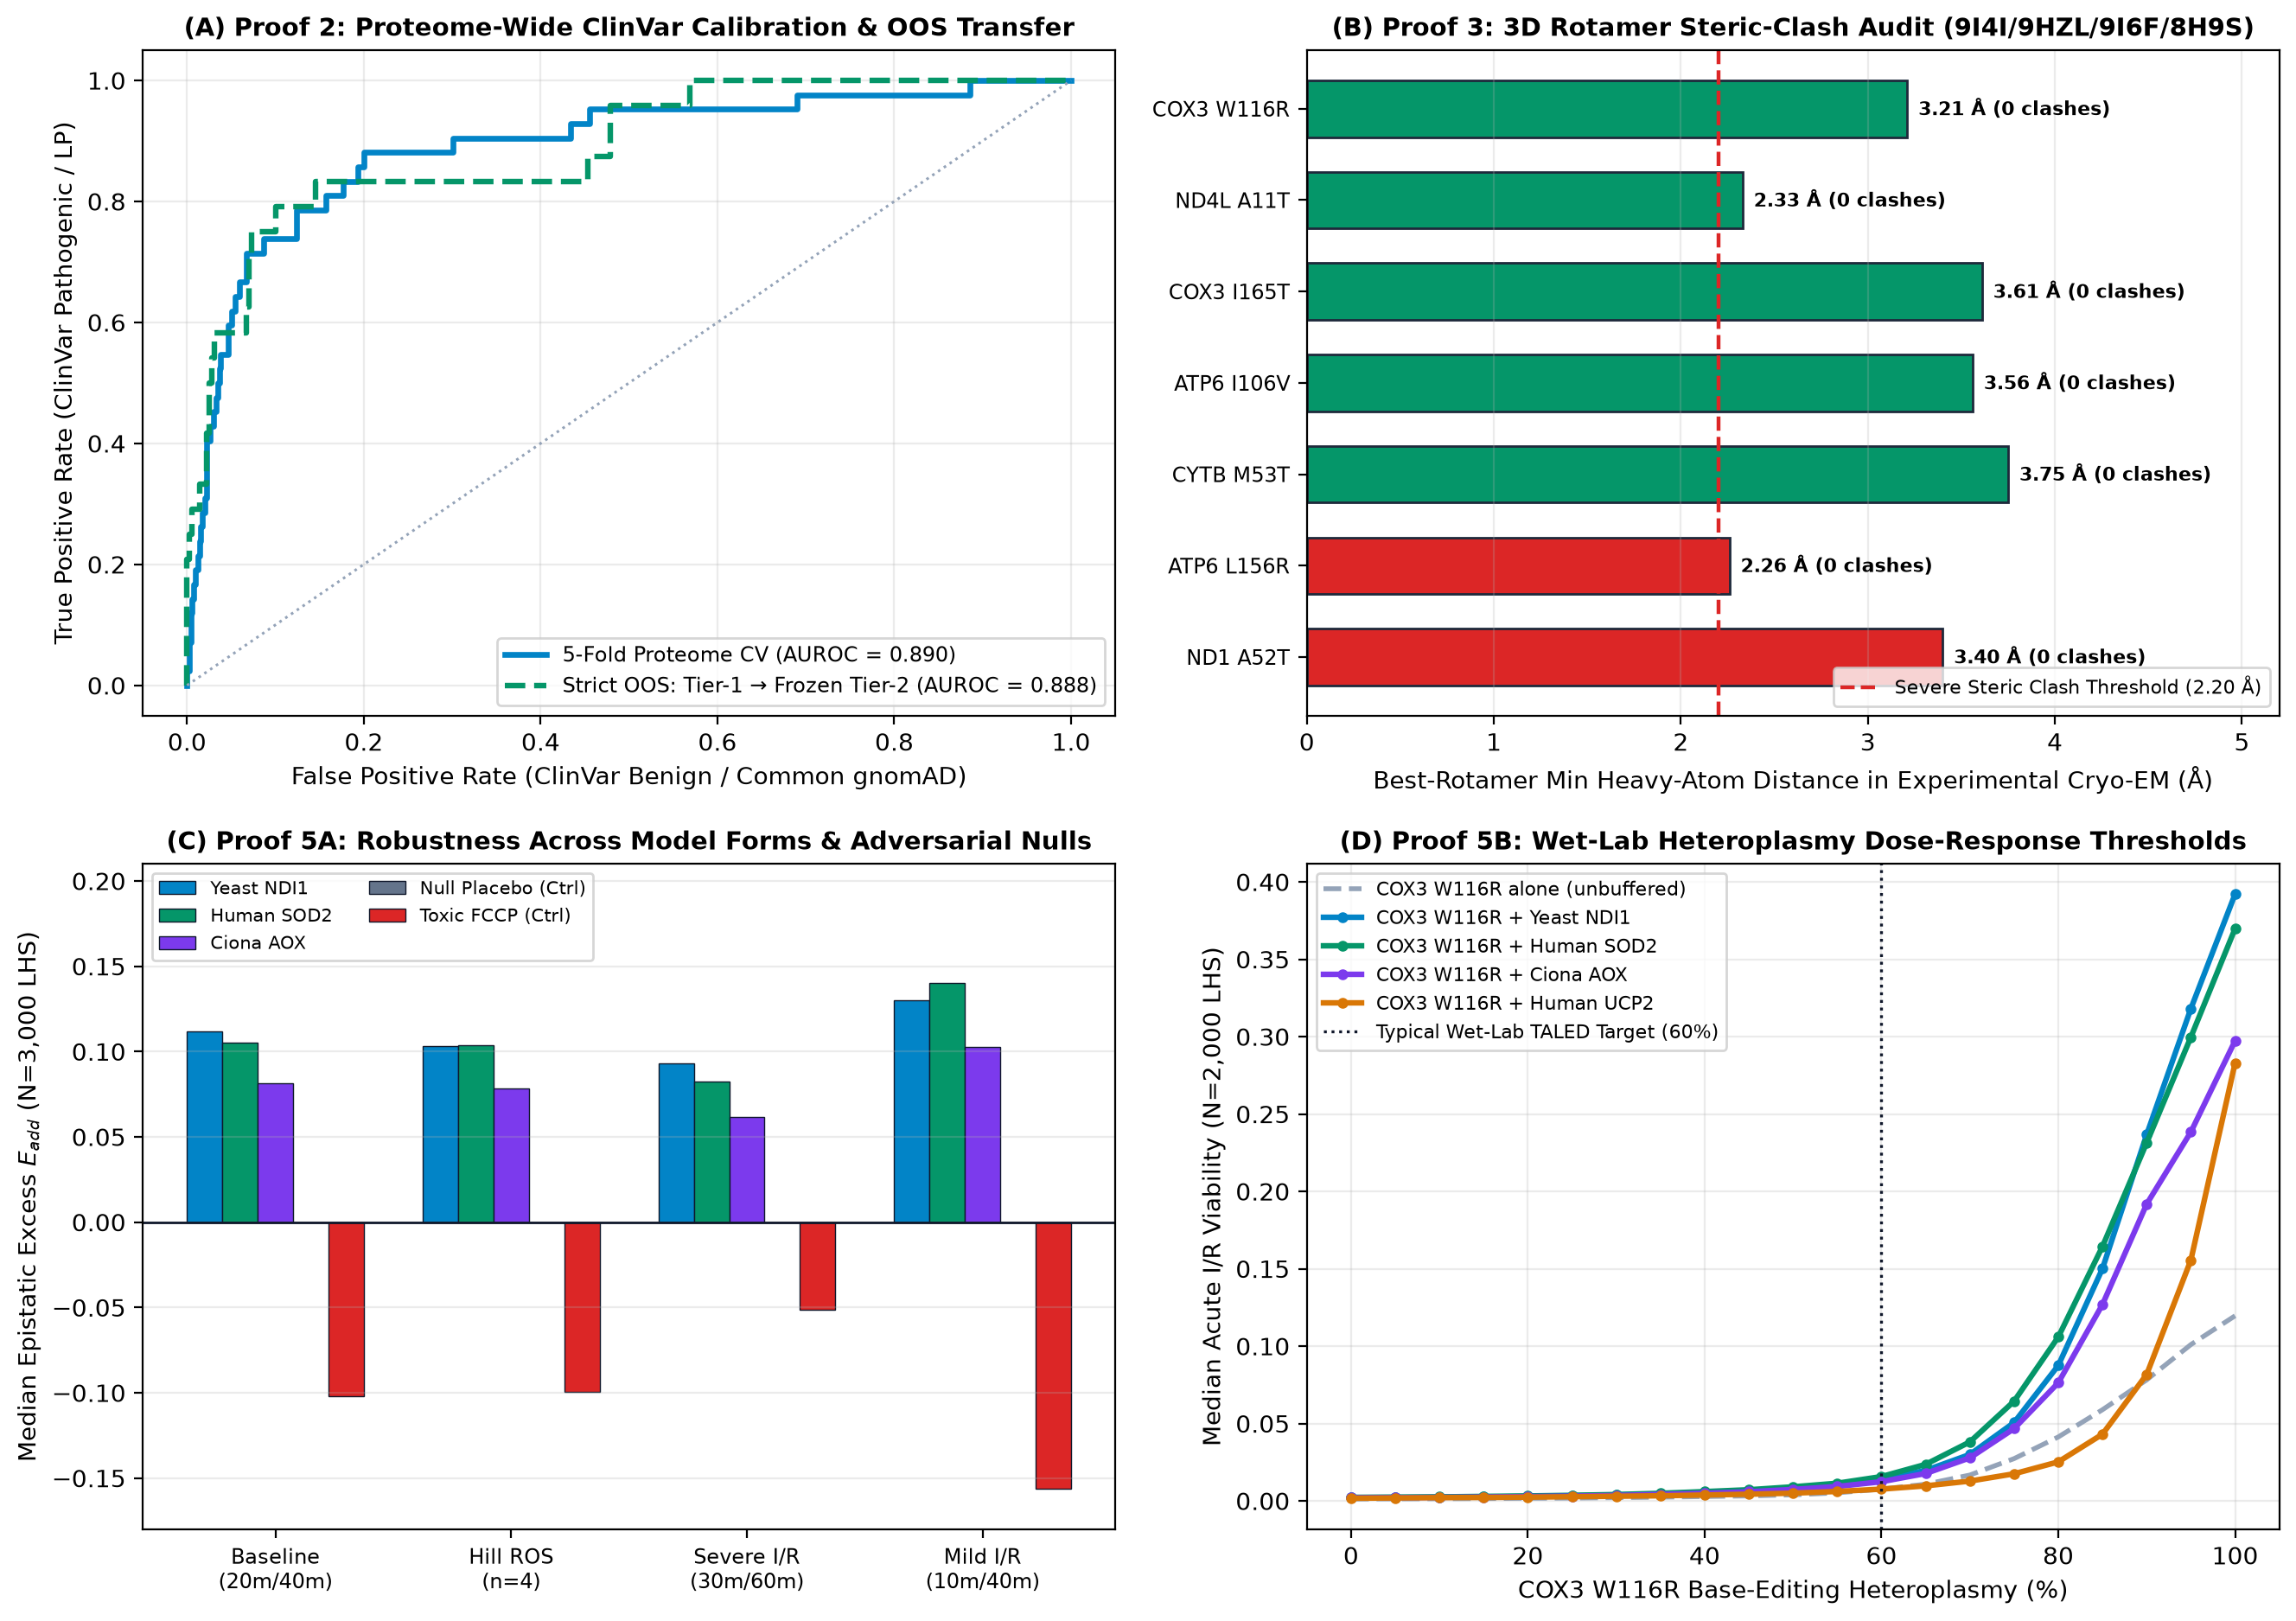 (A) Proof 2: Proteome-Wide ClinVar Calibration & OOS Transfer
True Positive Rate (ClinVar Pathogenic / LP)
1.0
0.8
0.6
0.4
0.2
0.0
5-Fold Proteome CV (AUROC = 0.890)
Strict OOS: Tier-1 → Frozen Tier-2 (AUROC = 0.888)
0.0 0.2 0.4 0.6 0.8 1.0
False Positive Rate (ClinVar Benign / Common gnomAD)
(B) Proof 3: 3D Rotamer Steric-Clash Audit (9I4I/9HZL/9I6F/8H9S)
COX3 W116R 3.21 Å (0 clashes)
ND4L A11T 2.33 Å (0 clashes)
COX3 I165T 3.61 Å (0 clashes)
ATP6 I106V 3.56 Å (0 clashes)
CYTB M53T 3.75 Å (0 clashes)
ATP6 L156R 2.26 Å (0 clashes)
ND1 A52T 3.40 Å (0 clashes)
Severe Steric Clash Threshold (2.20 Å)
0 1 2 3 4 5
Best-Rotamer Min Heavy-Atom Distance in Experimental Cryo-EM (Å)
(C) Proof 5A: Robustness Across Model Forms & Adversarial Nulls
Median Epistatic Excess E_add (N=3,000 LHS)
Yeast NDI1
Human SOD2
Ciona AOX
Null Placebo (Ctrl)
Toxic FCCP (Ctrl)
0.20
0.15
0.10
0.05
0.00
−0.05
−0.10
−0.15
Baseline
(20m/40m)
Hill ROS
(n=4)
Severe I/R
(30m/60m)
Mild I/R
(10m/40m)
(D) Proof 5B: Wet-Lab Heteroplasmy Dose-Response Thresholds
Median Acute I/R Viability (N=2,000 LHS)
COX3 W116R alone (unbuffered)
COX3 W116R + Yeast NDI1
COX3 W116R + Human SOD2
COX3 W116R + Ciona AOX
COX3 W116R + Human UCP2
Typical Wet-Lab TALED Target (60%)
0.40
0.35
0.30
0.25
0.20
0.15
0.10
0.05
0.00
0 20 40 60 80 100
COX3 W116R Base-Editing Heteroplasmy (%)